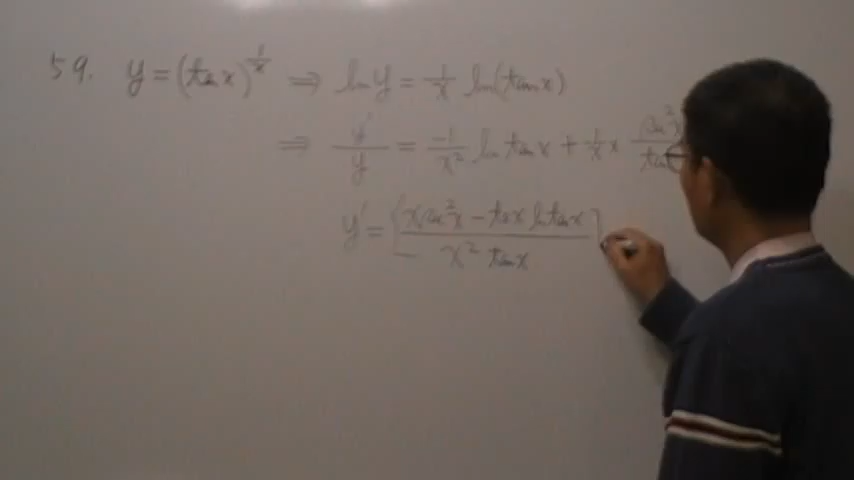 59. y = (tan x)^{1/x} ⇒ ln y = 1/x ln(tan x)
⇒ y'/y = -1/x² ln tan x + 1/x × sec²x/tan
y' = [x sec²x - tan x ln tan x / x² tan x]